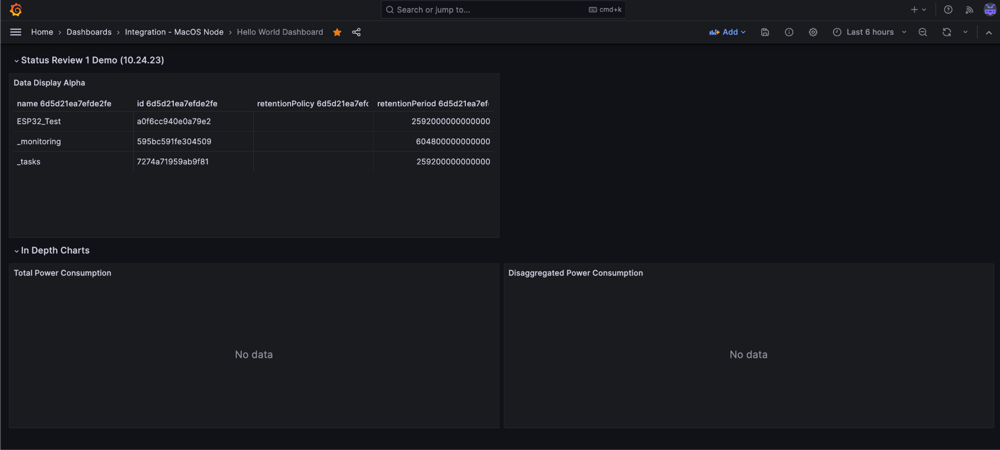 Search or jump to...
cmd+k
Home › Dashboards › Integration - MacOS Node › Hello World Dashboard
Add
Last 6 hours
Status Review 1 Demo (10.24.23)
Data Display Alpha
name 6d5d21ea7efde2fe id 6d5d21ea7efde2fe retentionPolicy 6d5d21ea7efd retentionPeriod 6d5d21ea7ef
ESP32_Test a0f6cc940e0a79e2 2592000000000000
_monitoring 595bc591fe304509 604800000000000
_tasks 7274a71959ab9f81 259200000000000
In Depth Charts
Total Power Consumption
Disaggregated Power Consumption
No data
No data